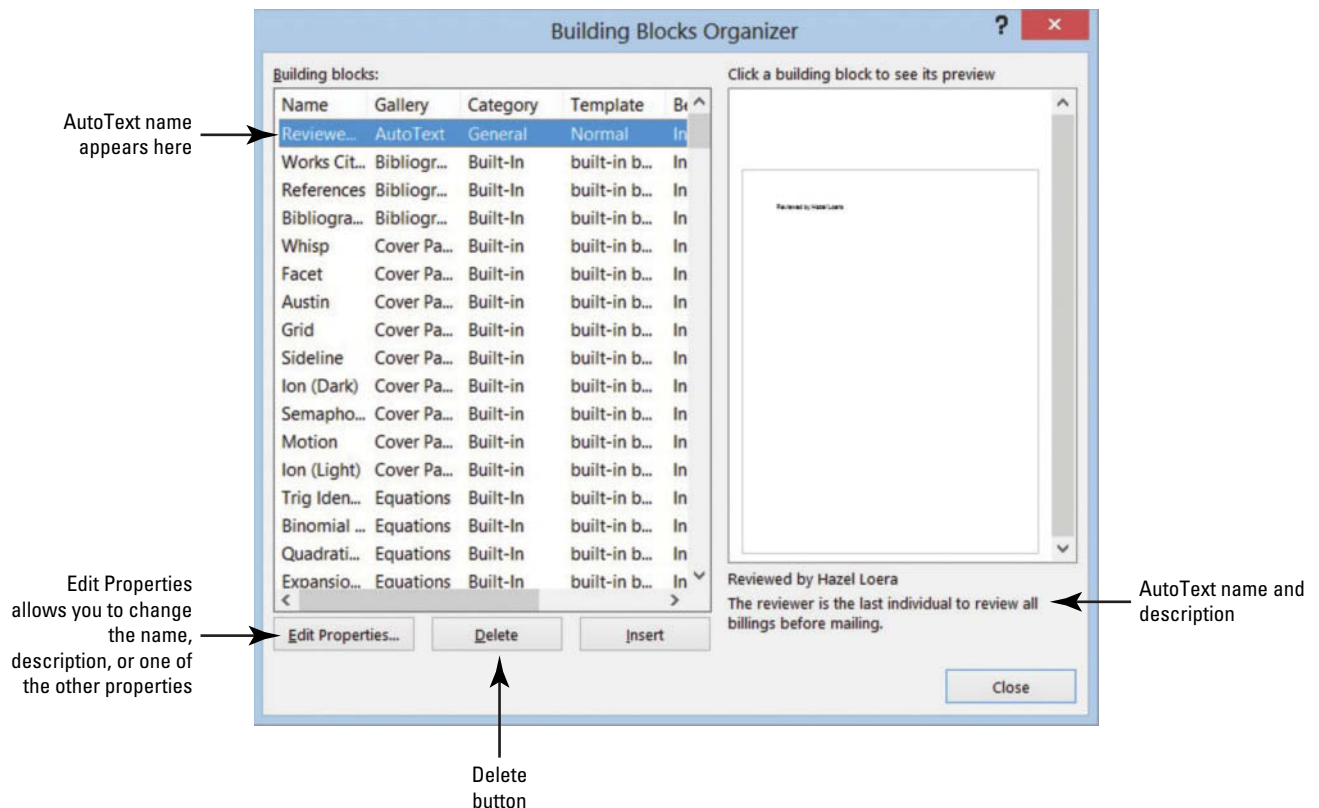 Building Blocks Organizer
?
×
Building blocks:
Click a building block to see its preview
Name Gallery Category Template Be
Reviewe... AutoText General Normal In
Works Cit... Bibliogr... Built-In built-in b... In
References Bibliogr... Built-In built-in b... In
Bibliogra... Bibliogr... Built-In built-in b... In
Whisp Cover Pa... Built-in built-in b... In
Facet Cover Pa... Built-in built-in b... In
Austin Cover Pa... Built-in built-in b... In
Grid Cover Pa... Built-in built-in b... In
Sideline Cover Pa... Built-in built-in b... In
Ion (Dark) Cover Pa... Built-in built-in b... In
Semapho... Cover Pa... Built-in built-in b... In
Motion Cover Pa... Built-in built-in b... In
Ion (Light) Cover Pa... Built-in built-in b... In
Trig Iden... Equations Built-In built-in b... In
Binomial ... Equations Built-In built-in b... In
Quadrati... Equations Built-In built-in b... In
Expansio... Equations Built-In built-in b... In
Edit Properties...
Delete
Insert
Reviewed by Hazel Loera
Reviewed by Hazel Loera
The reviewer is the last individual to review all
billings before mailing.
Close
AutoText name
appears here
Edit Properties
allows you to change
the name,
description, or one of
the other properties
Delete
button
AutoText name and
description